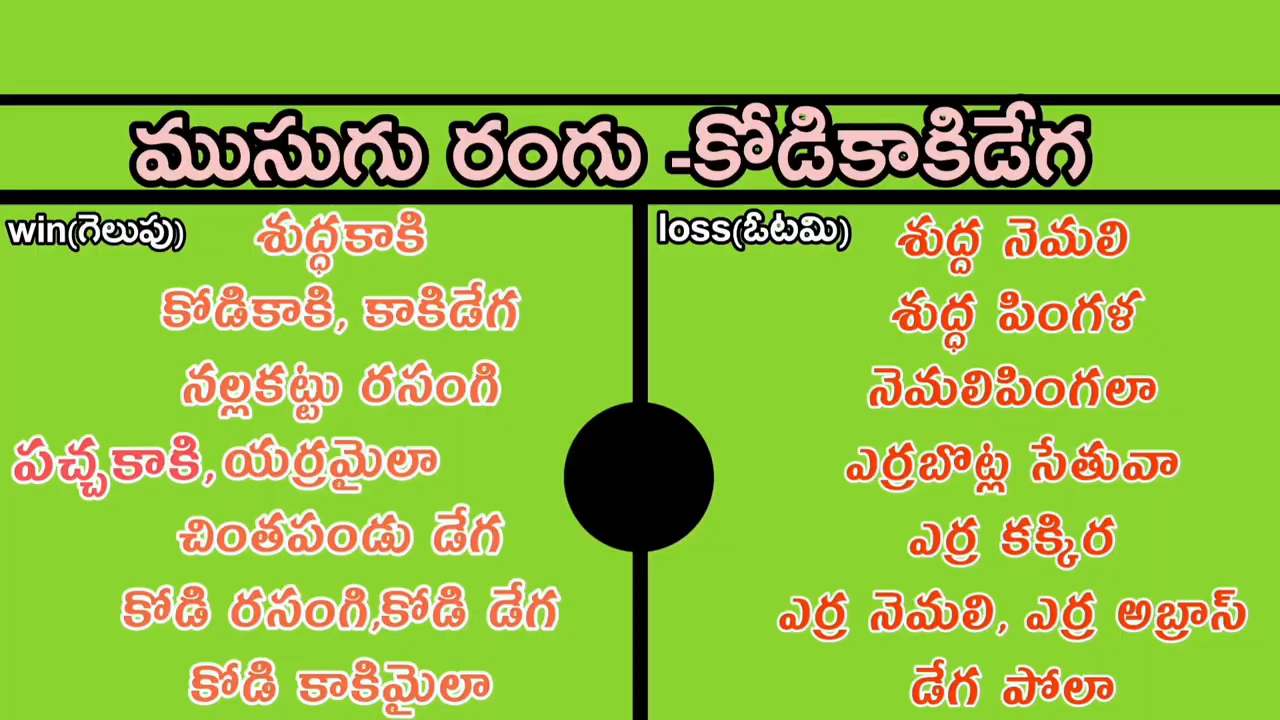 ముసుగు రంగు -కోడికాకిడేగ
win(గెలుపు)
శుద్ధకాకి
కోడికాకి, కాకిడేగ
నల్లకట్టు రసంగి
పచ్చకాకి, యర్రమైలా
చింతపండు డేగ
కోడి రసంగి,కోడి డేగ
కోడి కాకిమైలా
loss(ఓటమి)
శుద్ద నెమలి
శుద్ధ పింగళ
నెమలిపింగలా
ఎర్రబొట్ల సేతువా
ఎర్ర కక్కిర
ఎర్ర నెమలి, ఎర్ర అబ్రాస్
డేగ పోలా